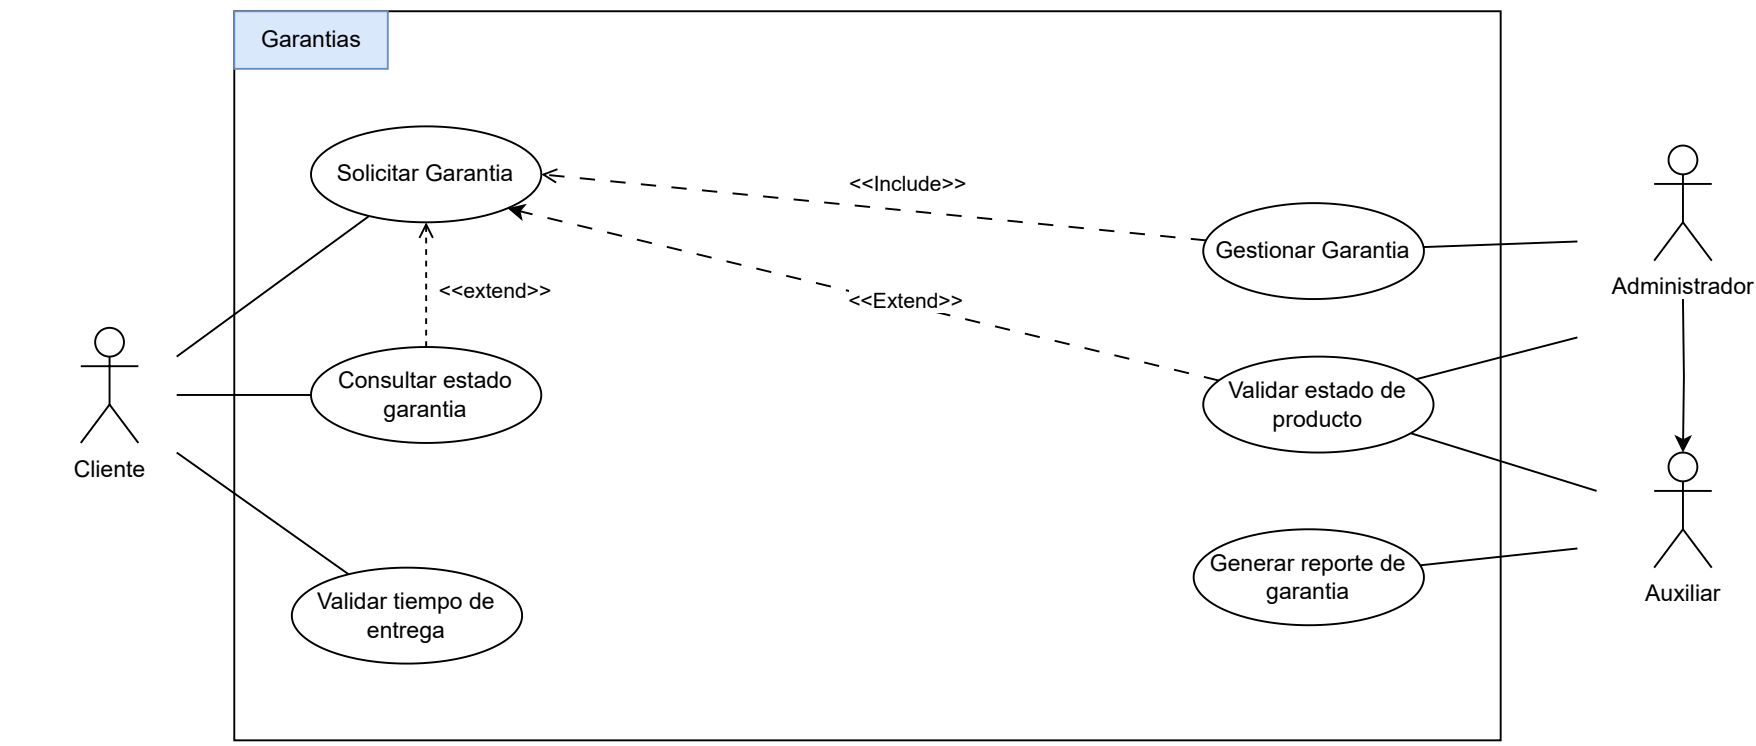 Garantias
Solicitar Garantia
<<Include>>
Gestionar Garantia
Administrador
<<extend>>
<<Extend>>
Consultar estado
garantia
Validar estado de
producto
Cliente
Generar reporte de
garantia
Auxiliar
Validar tiempo de
entrega